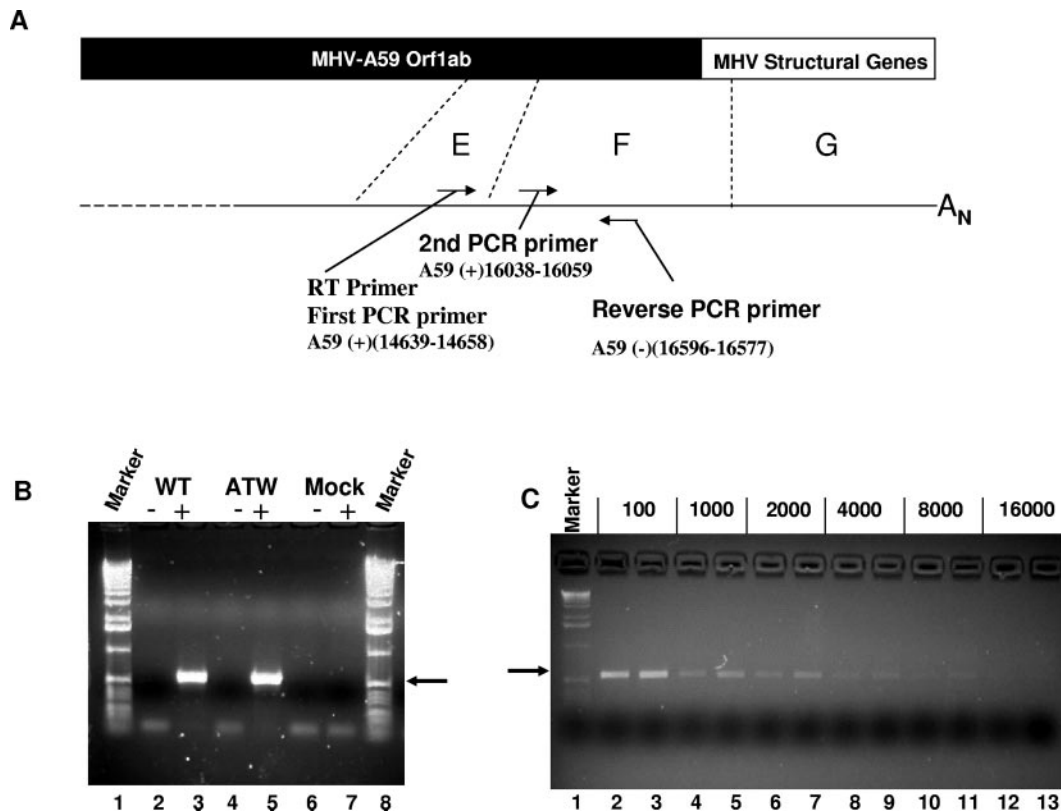 A
MHV-A59 Orf1ab
MHV Structural Genes
E F G
AN
2nd PCR primer
A59 (+)16038-16059
RT Primer
First PCR primer
A59 (+)(14639-14658)
Reverse PCR primer
A59 (-)(16596-16577)
B
Marker WT ATW Mock Marker
- + - + - +
1 2 3 4 5 6 7 8
C
Marker 100 1000 2000 4000 8000 16000
1 2 3 4 5 6 7 8 9 10 11 12 13